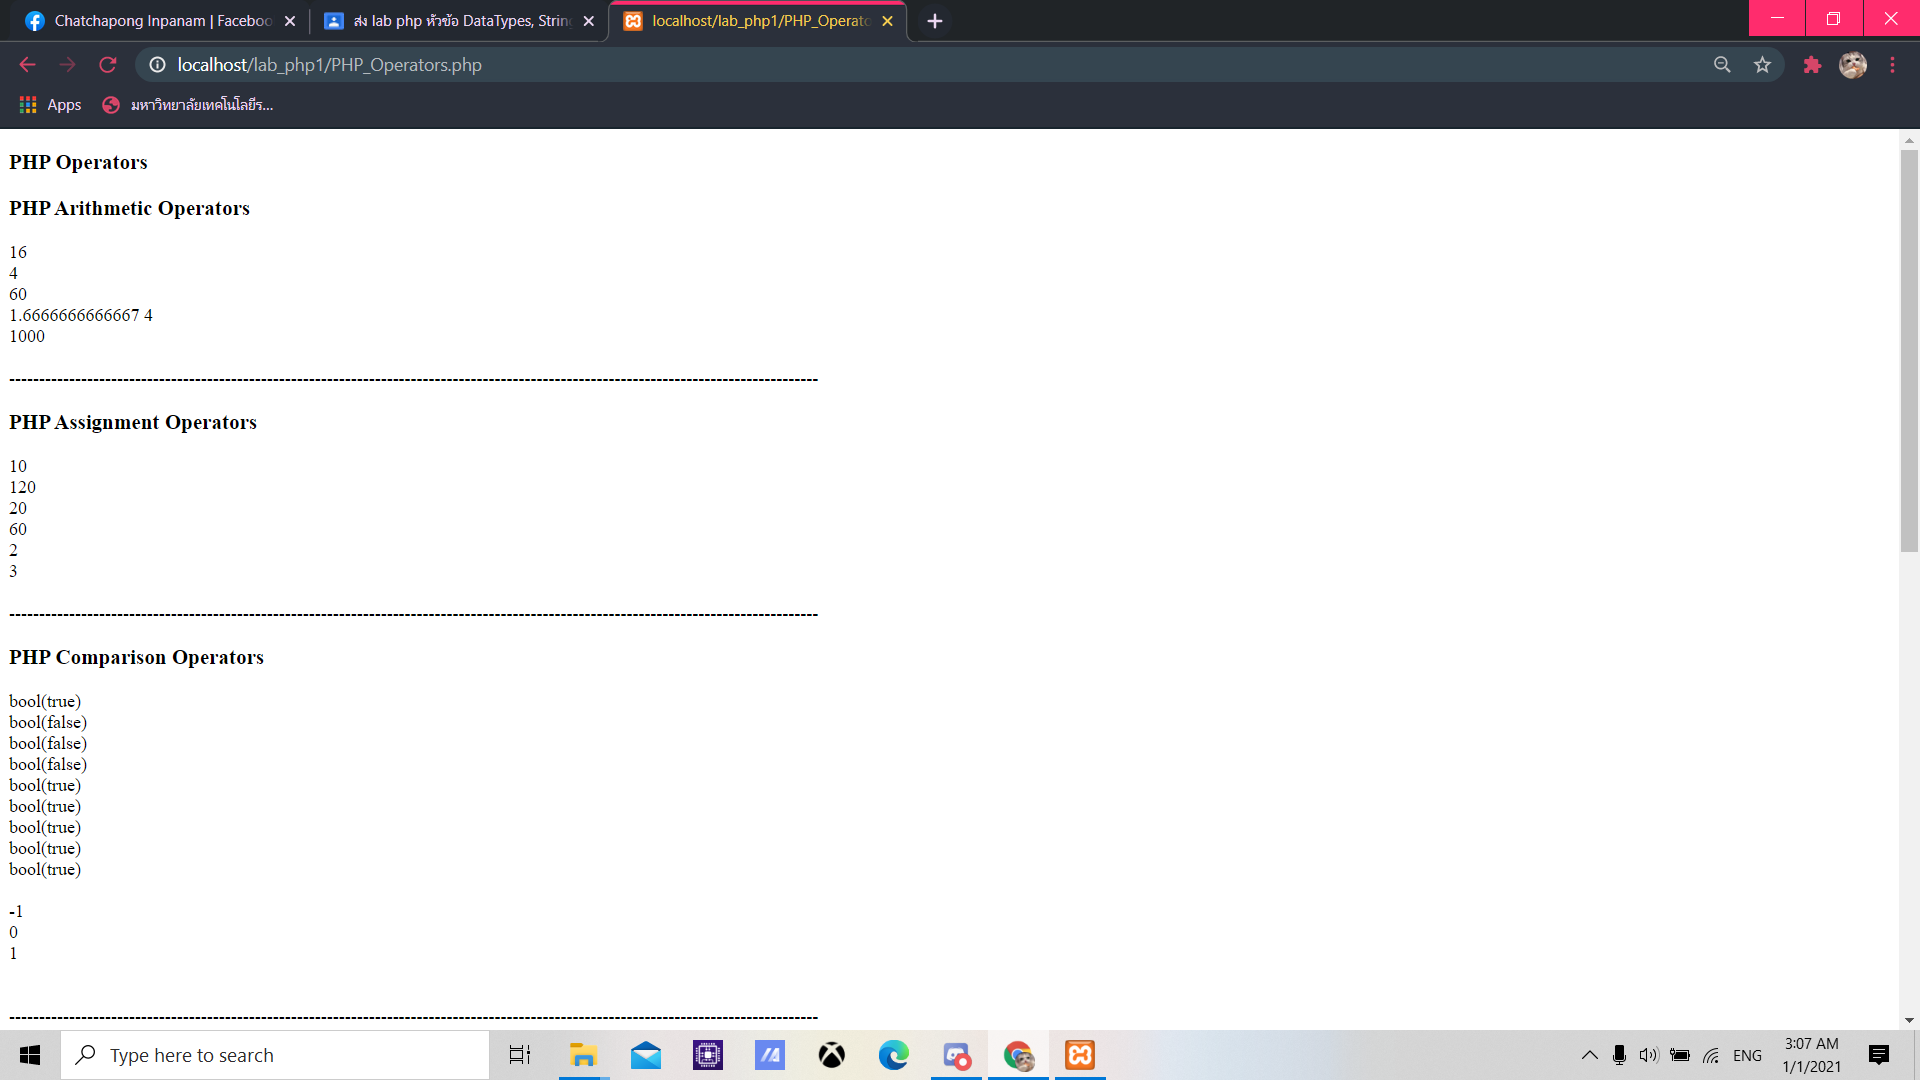 Chatchapong Inpanam | Faceboo
ส่ง lab php หัวข้อ DataTypes, String
localhost/lab_php1/PHP_Operato
localhost/lab_php1/PHP_Operators.php
Apps
มหาวิทยาลัยเทคโนโลยีร...
PHP Operators
PHP Arithmetic Operators
16
4
60
1.6666666666667 4
1000
---------------------------------------------------------------------------------------------------------------------------------------
PHP Assignment Operators
10
120
20
60
2
3
---------------------------------------------------------------------------------------------------------------------------------------
PHP Comparison Operators
bool(true)
bool(false)
bool(false)
bool(false)
bool(true)
bool(true)
bool(true)
bool(true)
bool(true)
-1
0
1
---------------------------------------------------------------------------------------------------------------------------------------
Type here to search
ENG
3:07 AM
1/1/2021